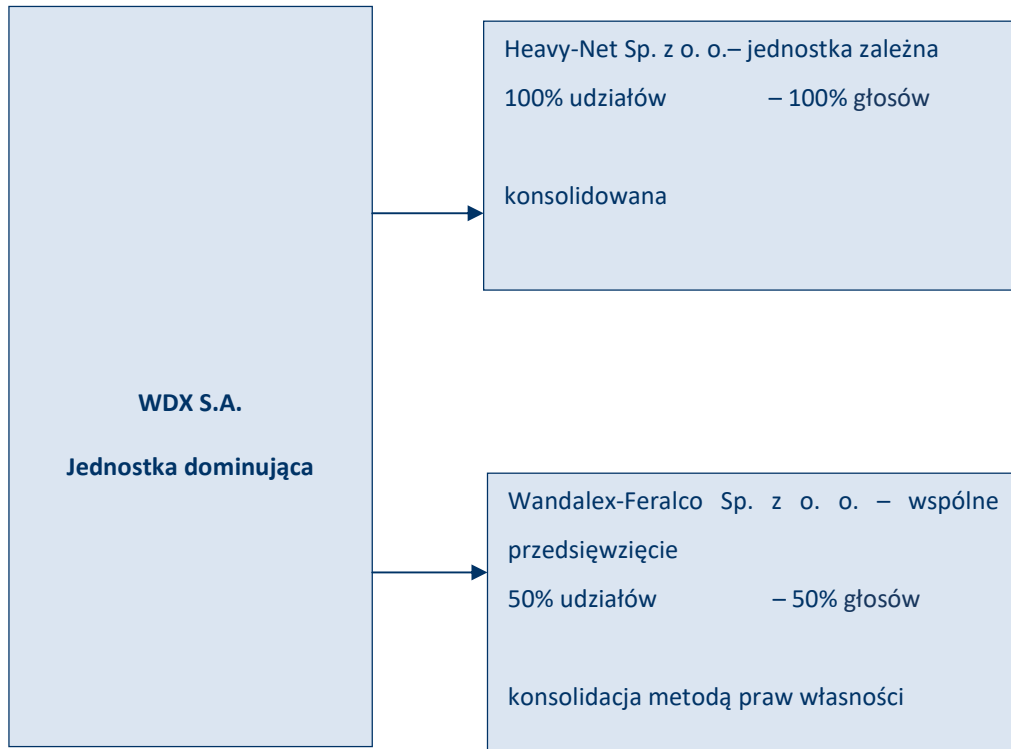 WDX S.A.
Jednostka dominująca
Heavy-Net Sp. z o. o.– jednostka zależna
100% udziałów – 100% głosów
konsolidowana
Wandalex-Feralco Sp. z o. o. – wspólne
przedsięwzięcie
50% udziałów – 50% głosów
konsolidacja metodą praw własności